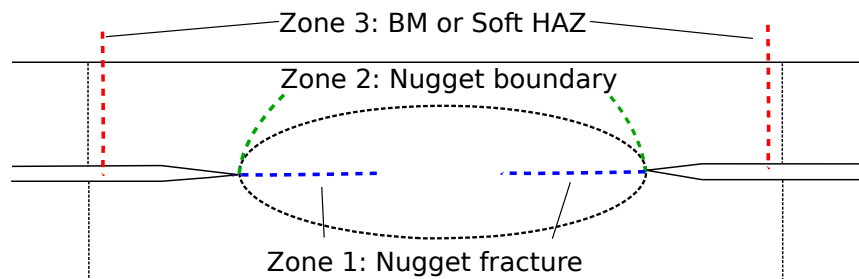 Zone 3: BM or Soft HAZ
Zone 2: Nugget boundary
Zone 1: Nugget fracture